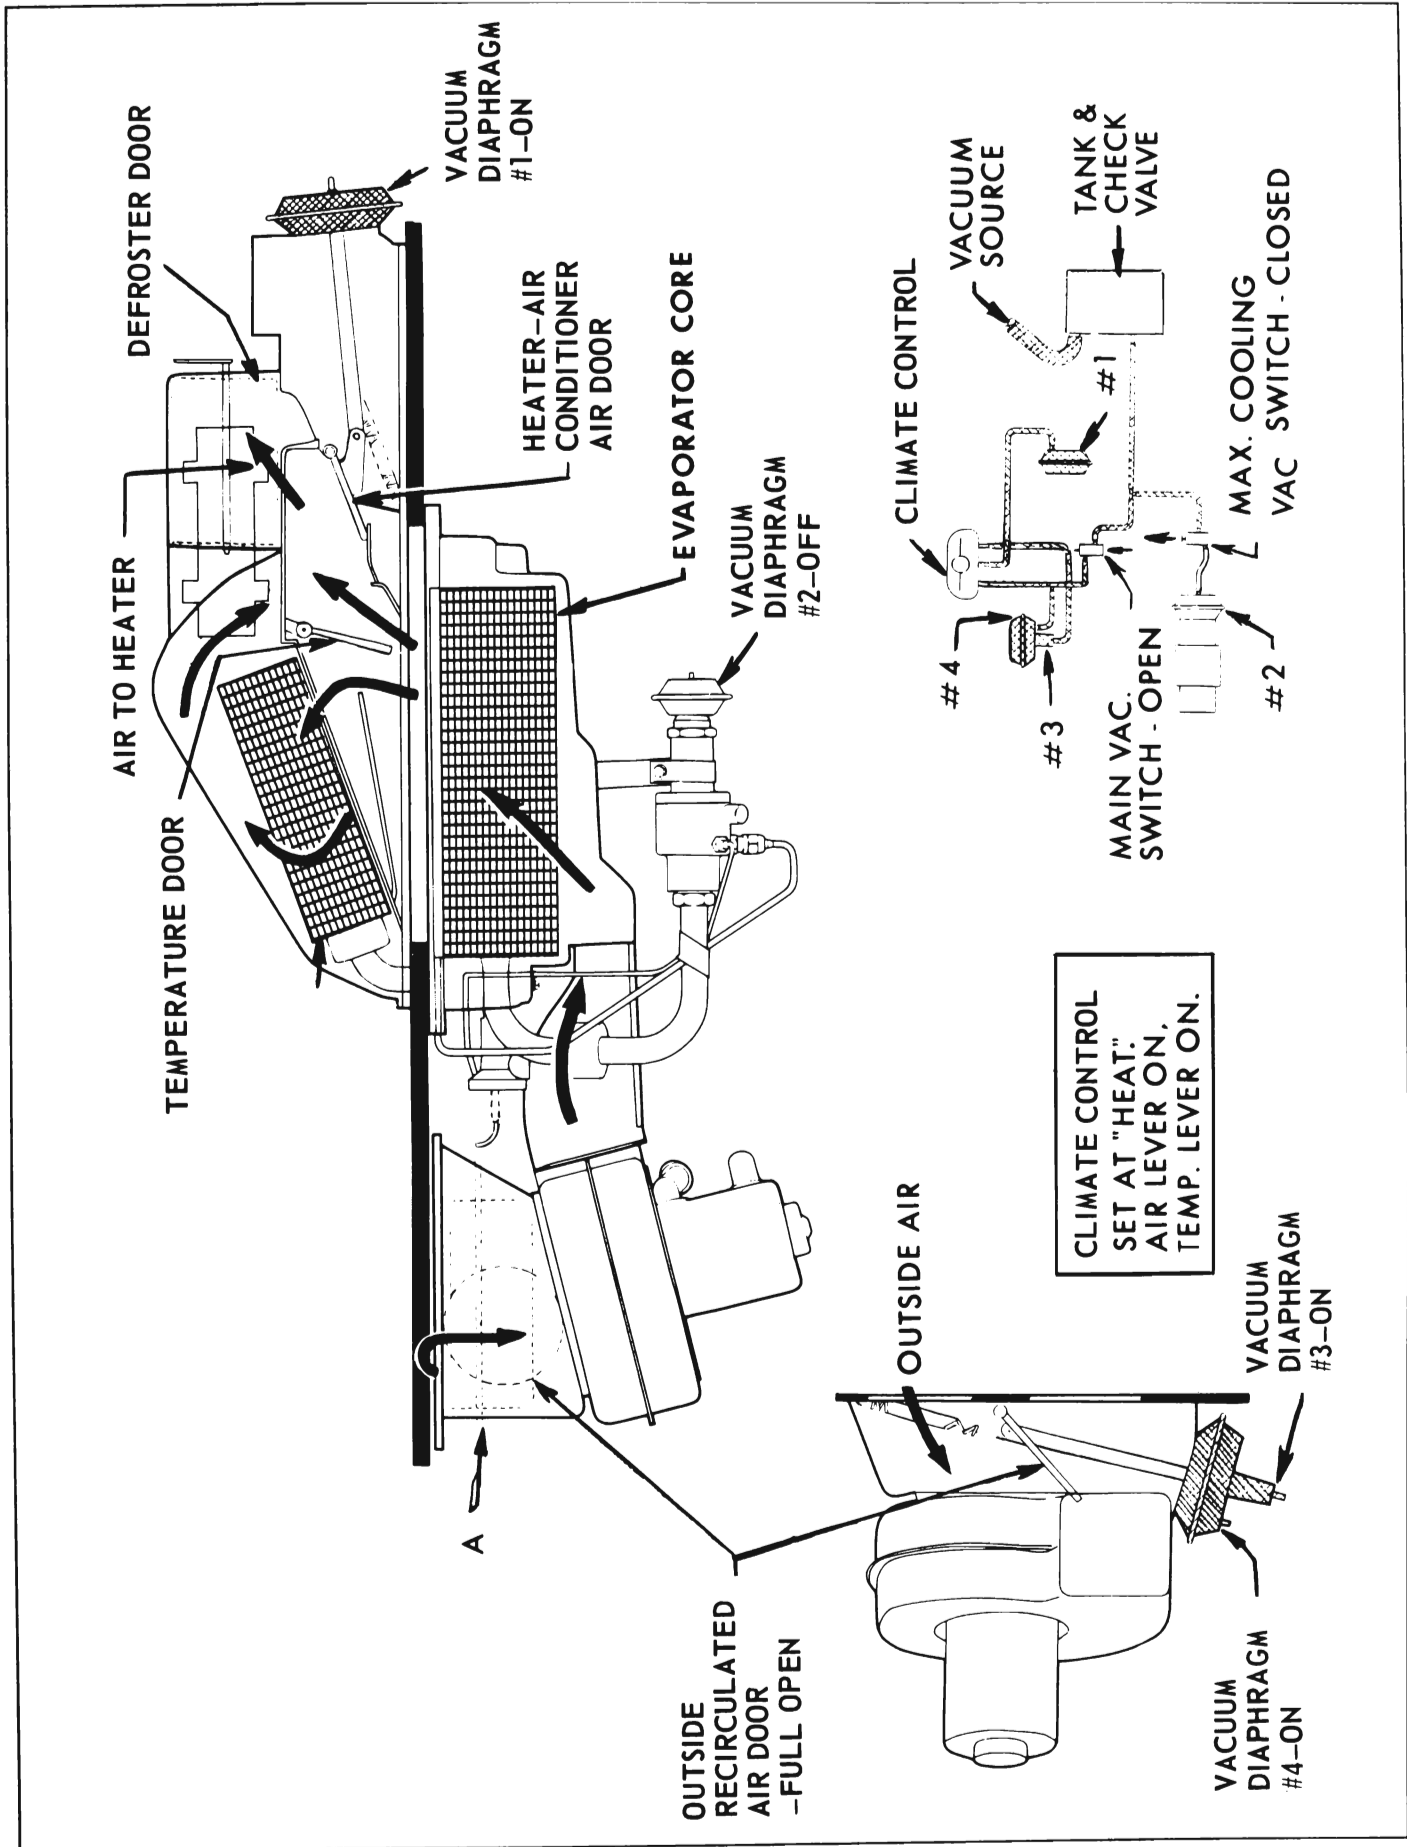 DEFROSTER DOOR
VACUUM
DIAPHRAGM
#1-ON
AIR TO HEATER
HEATER-AIR
CONDITIONER
AIR DOOR
TEMPERATURE DOOR
EVAPORATOR CORE
VACUUM
DIAPHRAGM
#2-OFF
CLIMATE CONTROL
VACUUM
SOURCE
TANK &
CHECK
VALVE
#1
#4
#3
MAIN VAC.
SWITCH - OPEN
MAX. COOLING
VAC SWITCH - CLOSED
#2
A
OUTSIDE AIR
CLIMATE CONTROL
SET AT "HEAT."
AIR LEVER ON,
TEMP. LEVER ON.
OUTSIDE
RECIRCULATED
AIR DOOR
-FULL OPEN
VACUUM
DIAPHRAGM
#3-ON
VACUUM
DIAPHRAGM
#4-ON